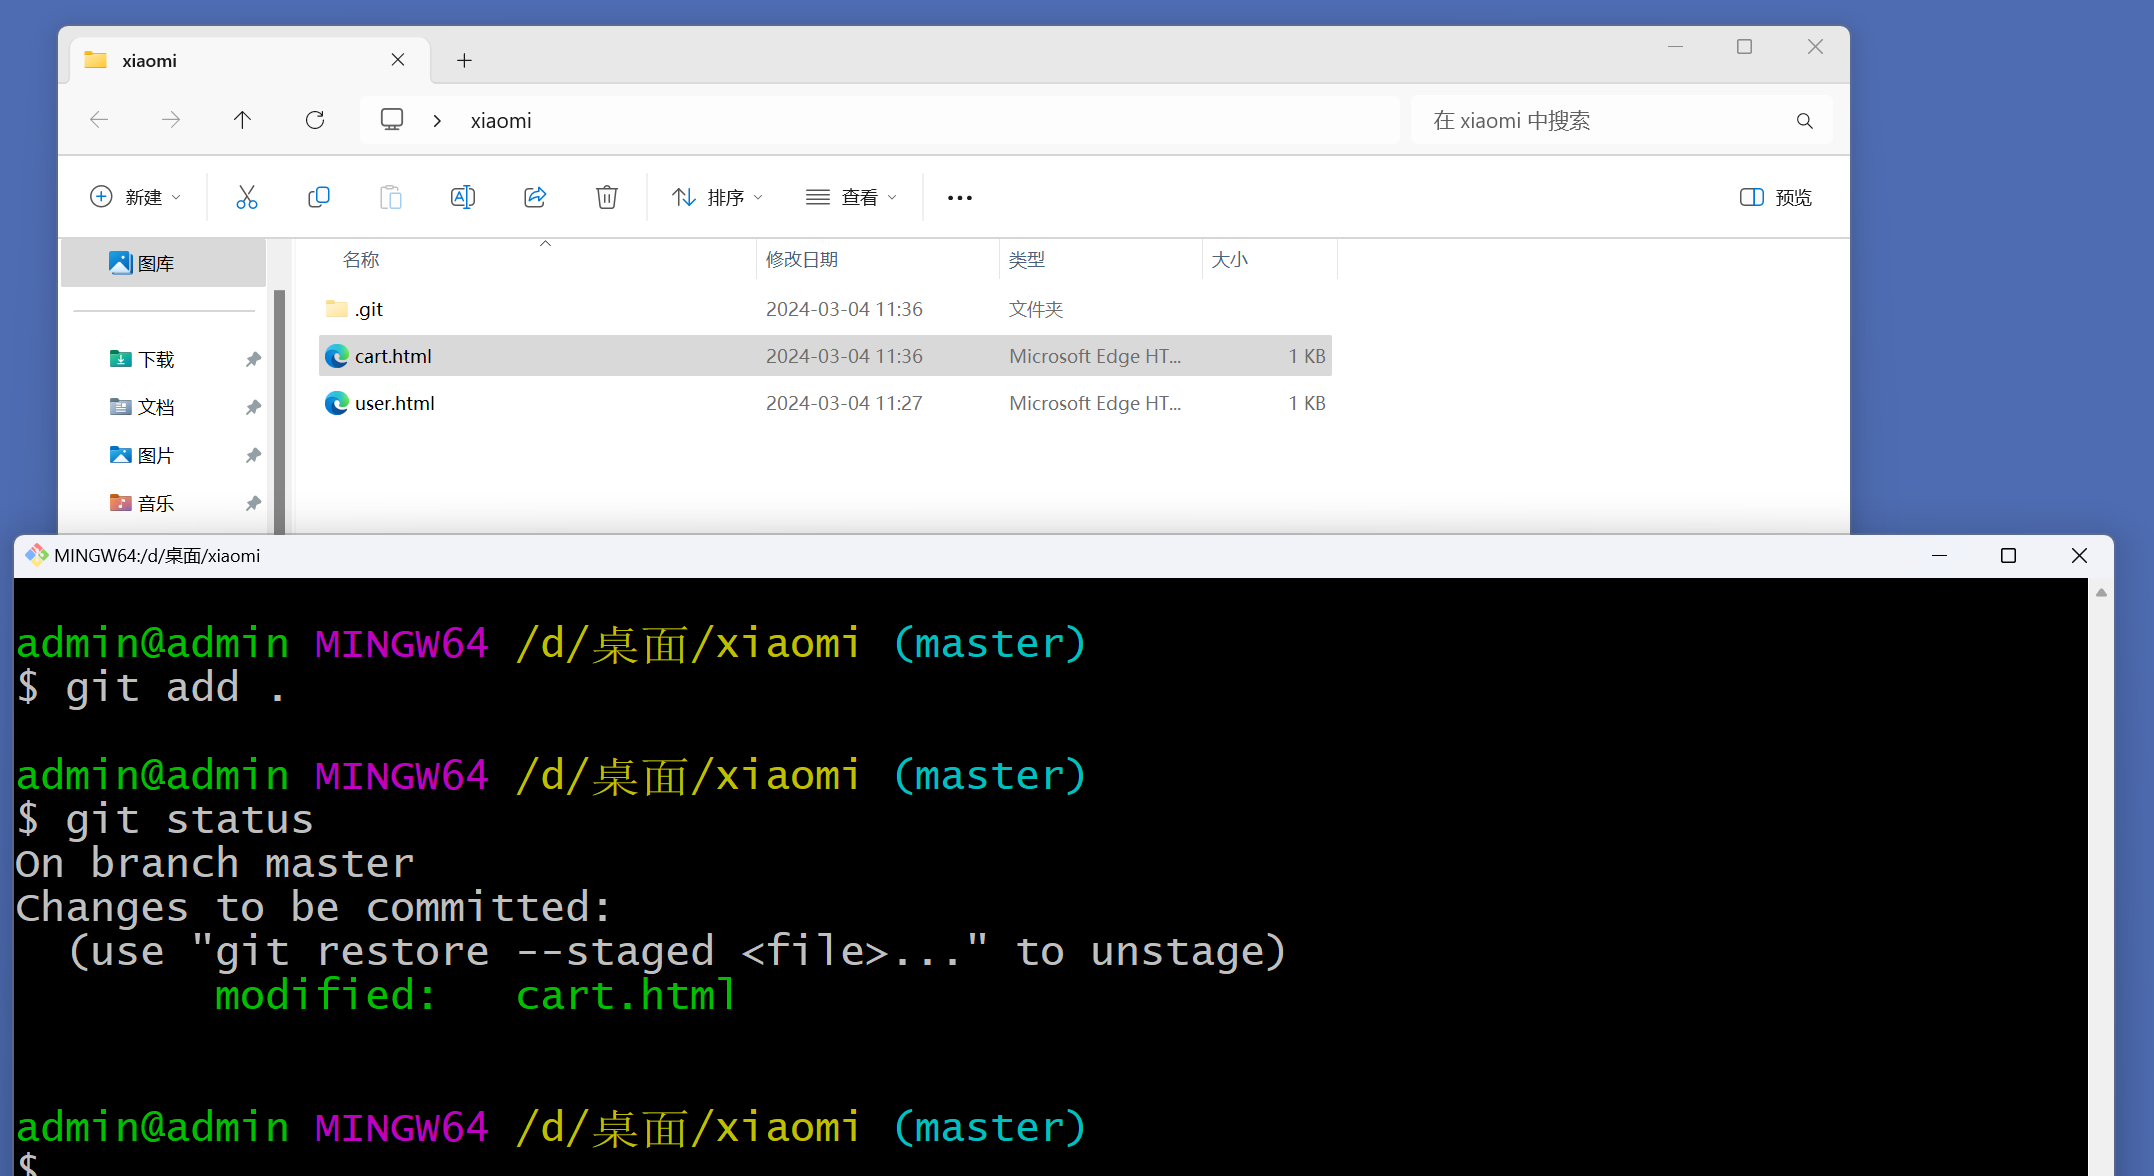 xiaomi
xiaomi
在 xiaomi 中搜索
新建
排序
查看
预览
图库
名称 修改日期 类型 大小
.git 2024-03-04 11:36 文件夹
cart.html 2024-03-04 11:36 Microsoft Edge HT... 1 KB
user.html 2024-03-04 11:27 Microsoft Edge HT... 1 KB
下载
文档
图片
音乐
MINGW64:/d/桌面/xiaomi
admin@admin MINGW64 /d/桌面/xiaomi (master)
$ git add .
admin@admin MINGW64 /d/桌面/xiaomi (master)
$ git status
On branch master
Changes to be committed:
(use "git restore --staged <file>..." to unstage)
modified: cart.html
admin@admin MINGW64 /d/桌面/xiaomi (master)
$